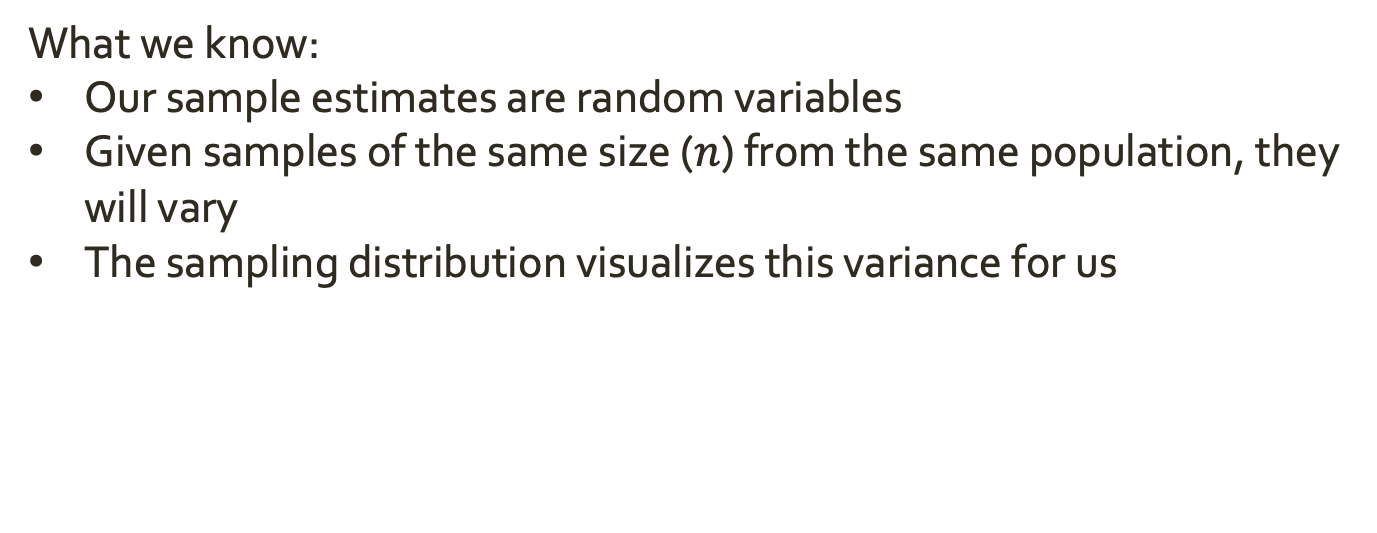 What we know:
• Our sample estimates are random variables
• Given samples of the same size (𝑛) from the same population, they
will vary
• The sampling distribution visualizes this variance for us